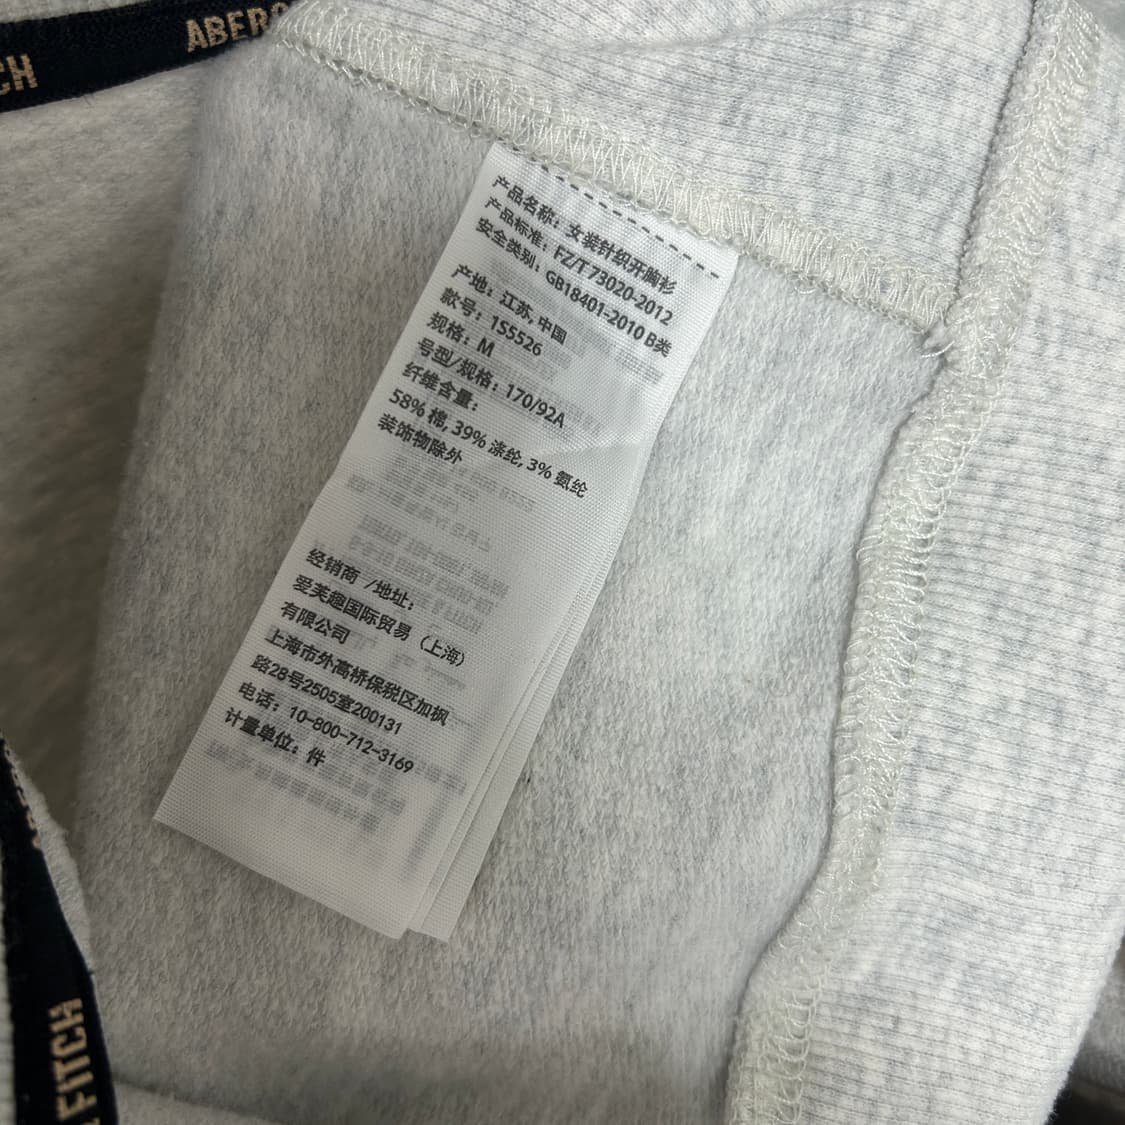 ABER
CH
产品名称：女装针织开胸衫
产品标准：FZ/T 73020-2012
安全类别：GB18401-2010 B类
产地：江苏, 中国
款号：155526
规格：M
号型/规格：170/92A
纤维含量：
58% 棉, 39% 涤纶, 3% 氨纶
装饰物除外
经销商 /地址：
爱芙趣国际贸易（上海）
有限公司
上海市外高桥保税区加枫
路28号2505室200131
电话：10-800-712-3169
计量单位：件
FITCH